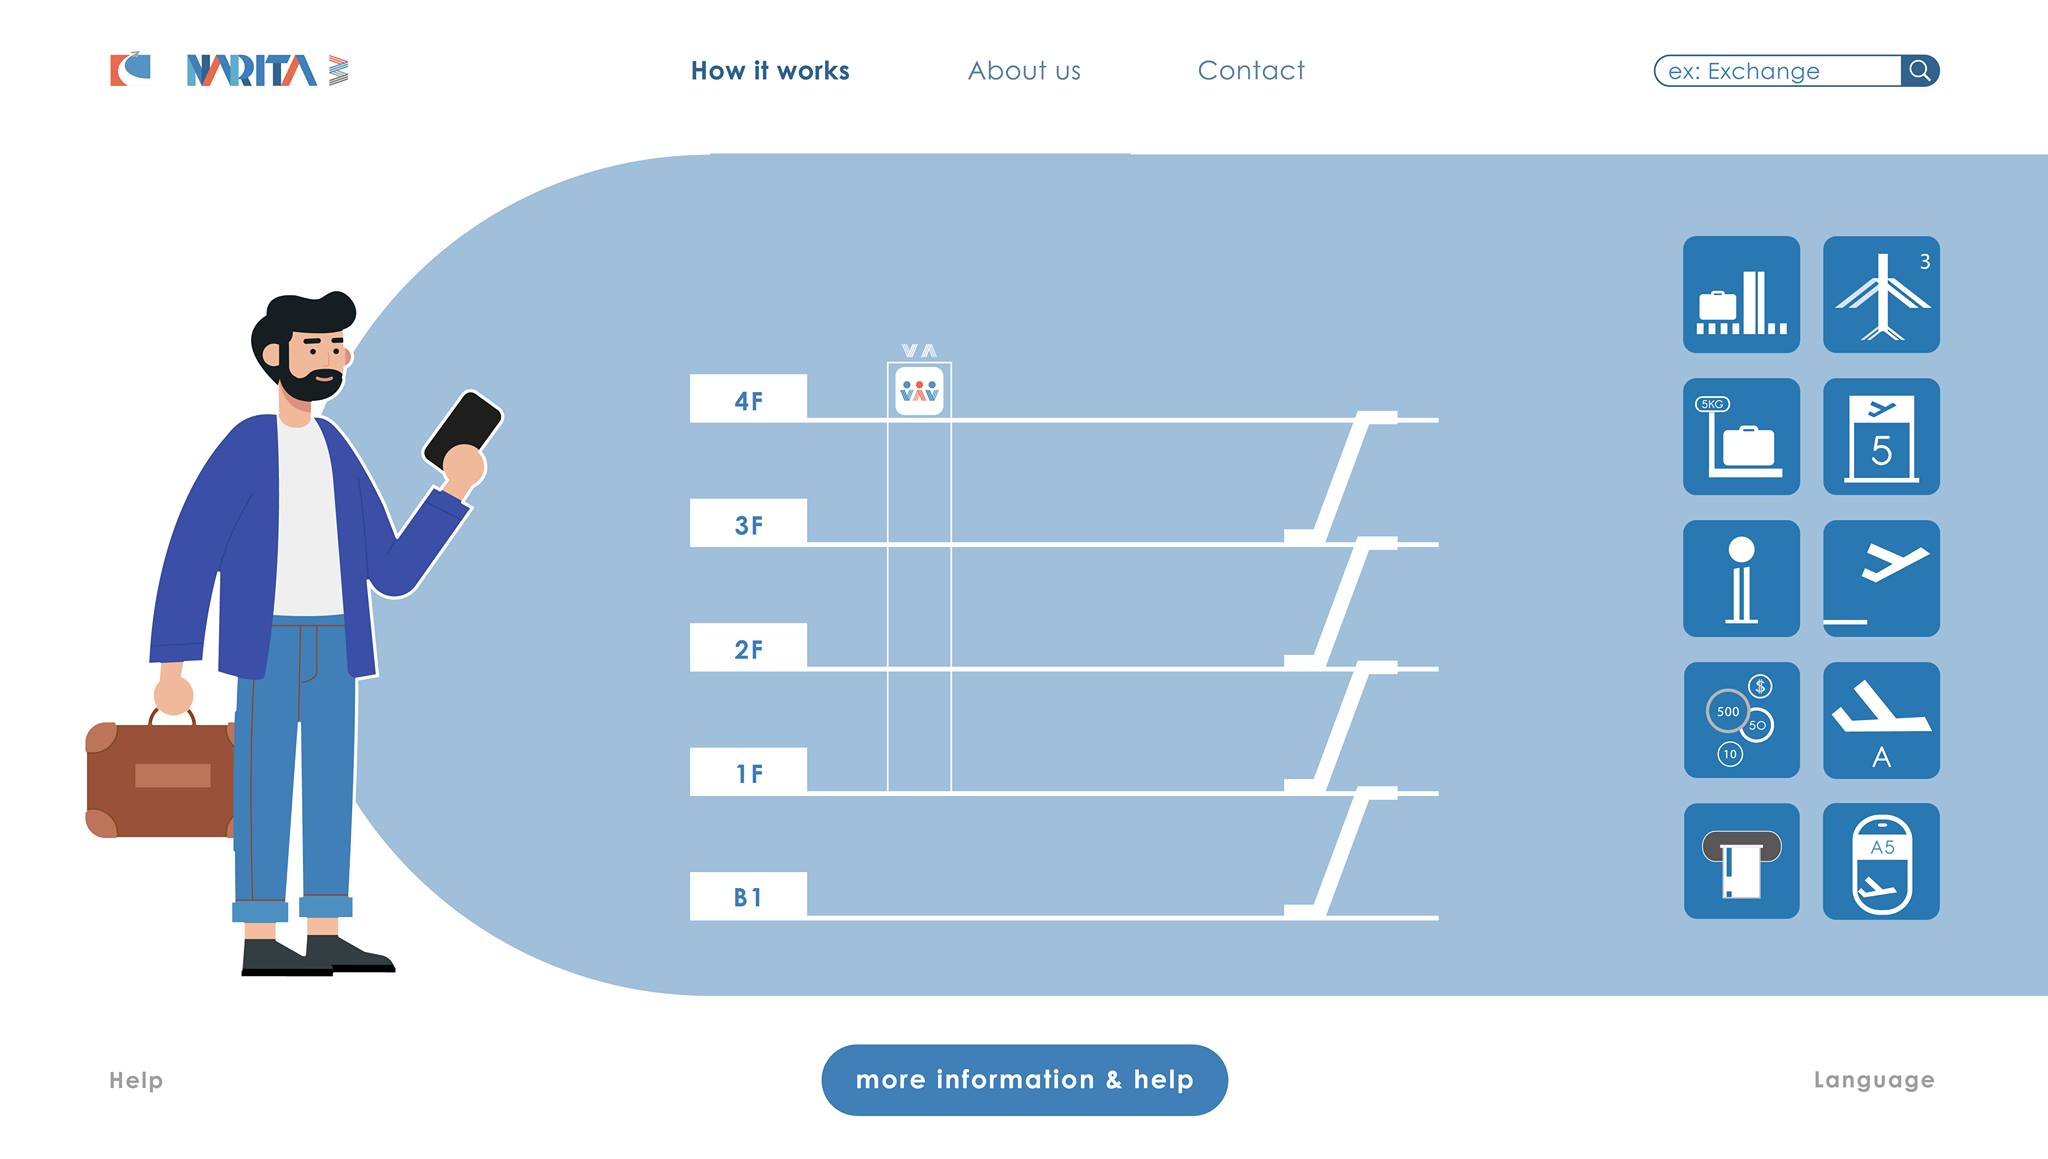 NARITA
How it works
About us
Contact
ex: Exchange
4F
3F
2F
1F
B1
3
5KG
5
$
500
50
10
A
A5
Help
more information & help
Language